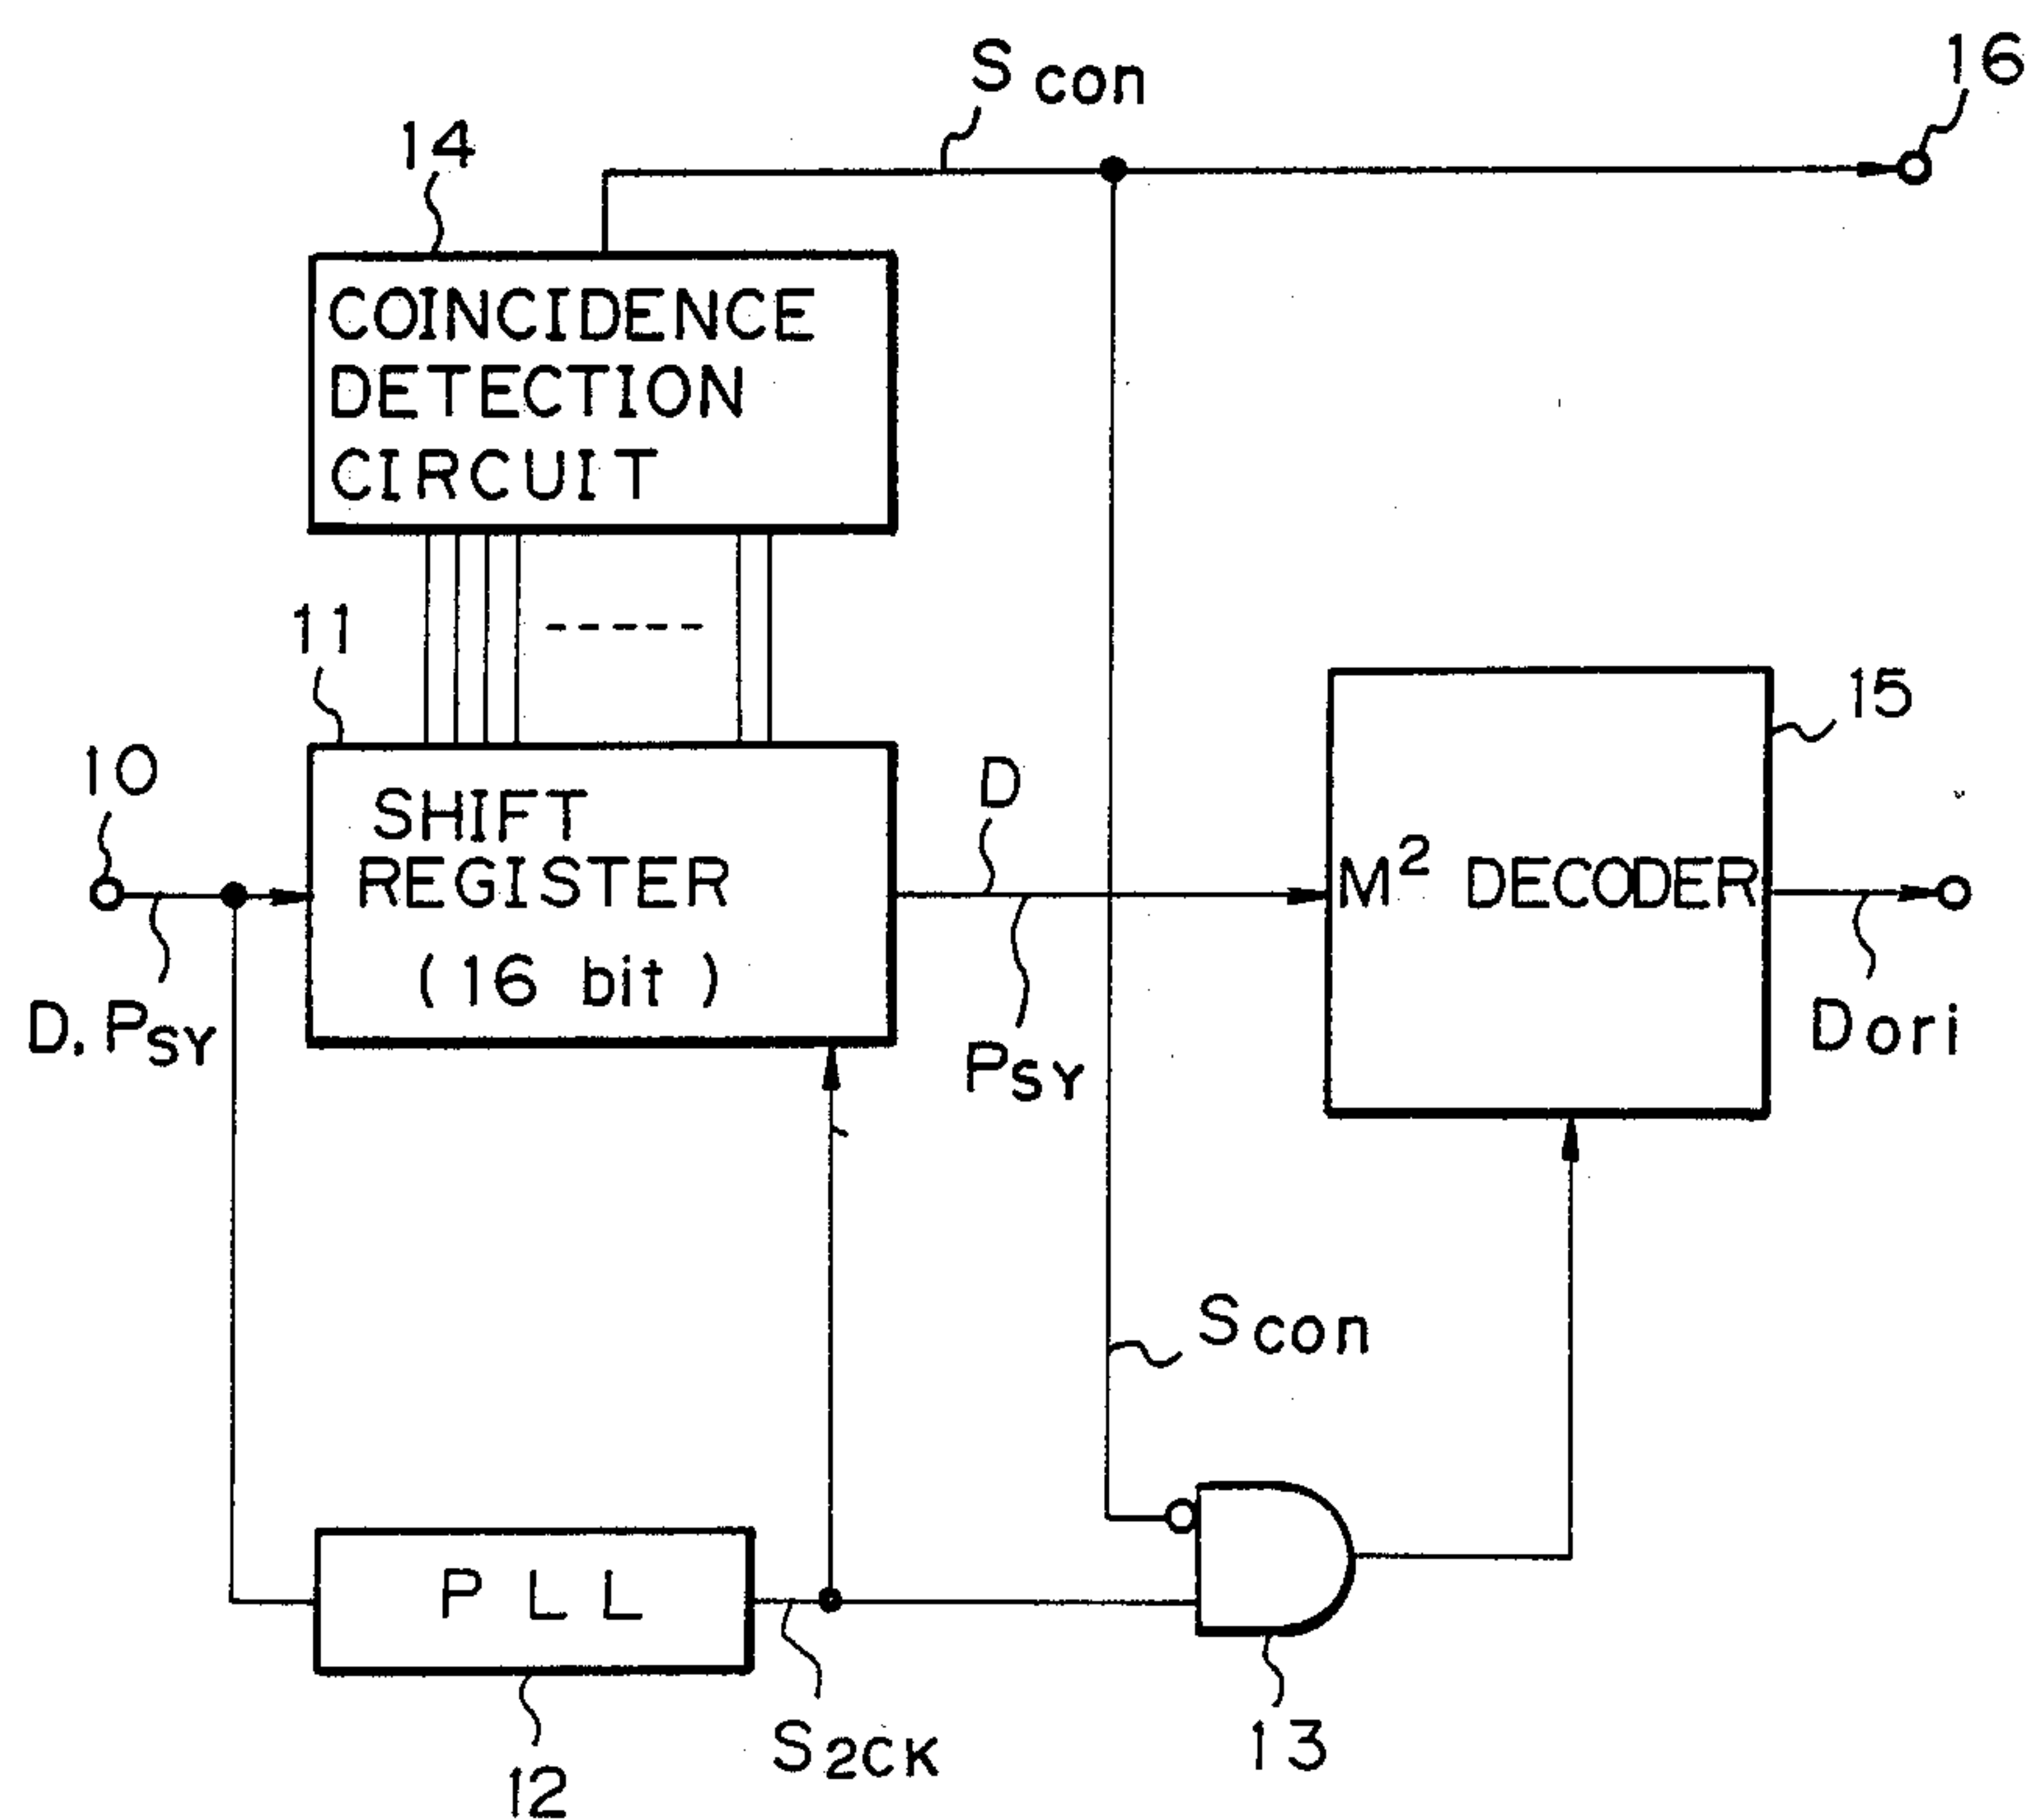 Scon
16
14
COINCIDENCE
DETECTION
CIRCUIT
11
10
SHIFT
REGISTER
(16 bit)
D, PSY
D
PSY
15
M² DECODER
Dori
Scon
PLL
12
S2CK
13